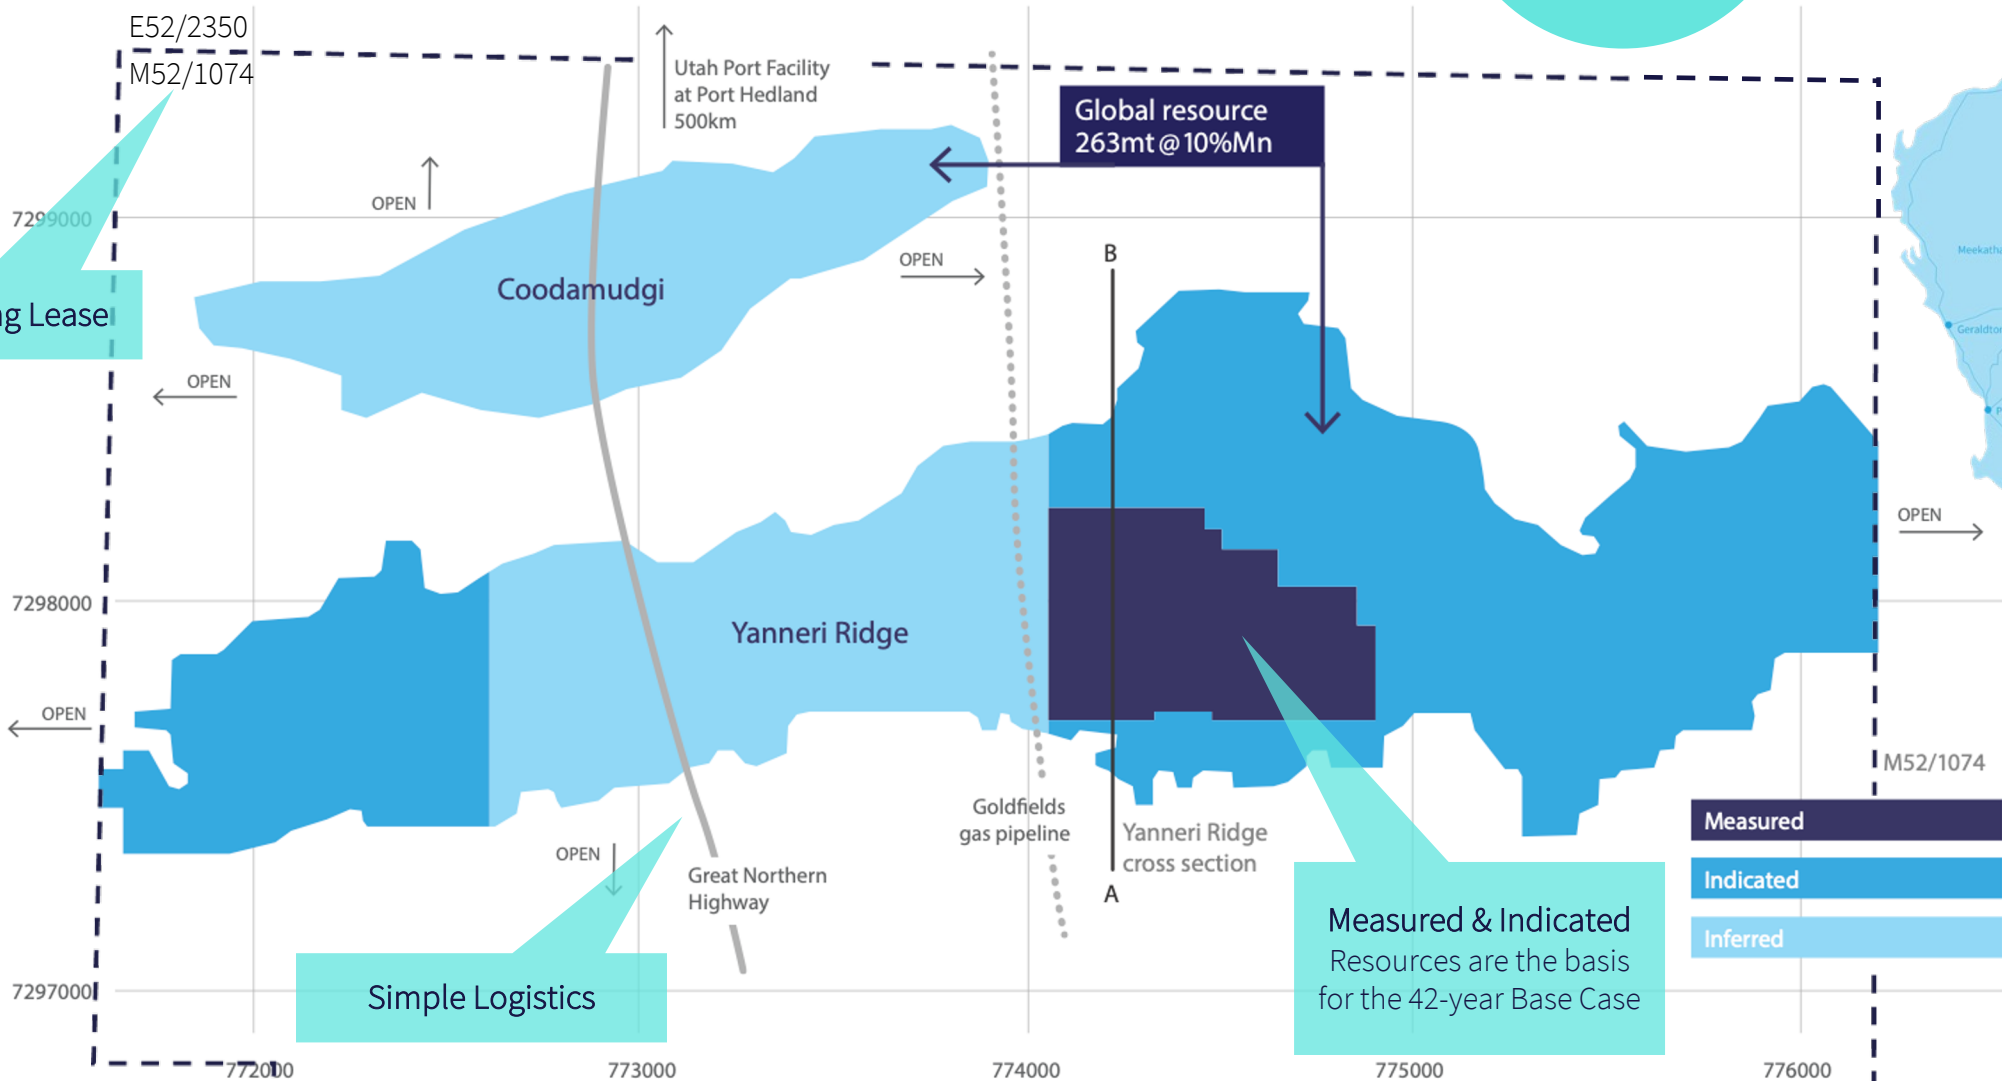 E52/2350
M52/1074
Utah Port Facility
at Port Hedland
500km
Global resource
263mt @ 10%Mn
OPEN
7299000
B
OPEN
Meekatha
Coodamudgi
Lease
Geraldton
OPEN
OPEN
7298000
Yanneri Ridge
OPEN
M52/1074
Goldfields
gas pipeline
Yanneri Ridge
cross section
Measured
OPEN
Great Northern
Highway
A
Indicated
Measured & Indicated
Resources are the basis
for the 42-year Base Case
Inferred
7297000
Simple Logistics
772000
773000
774000
775000
776000